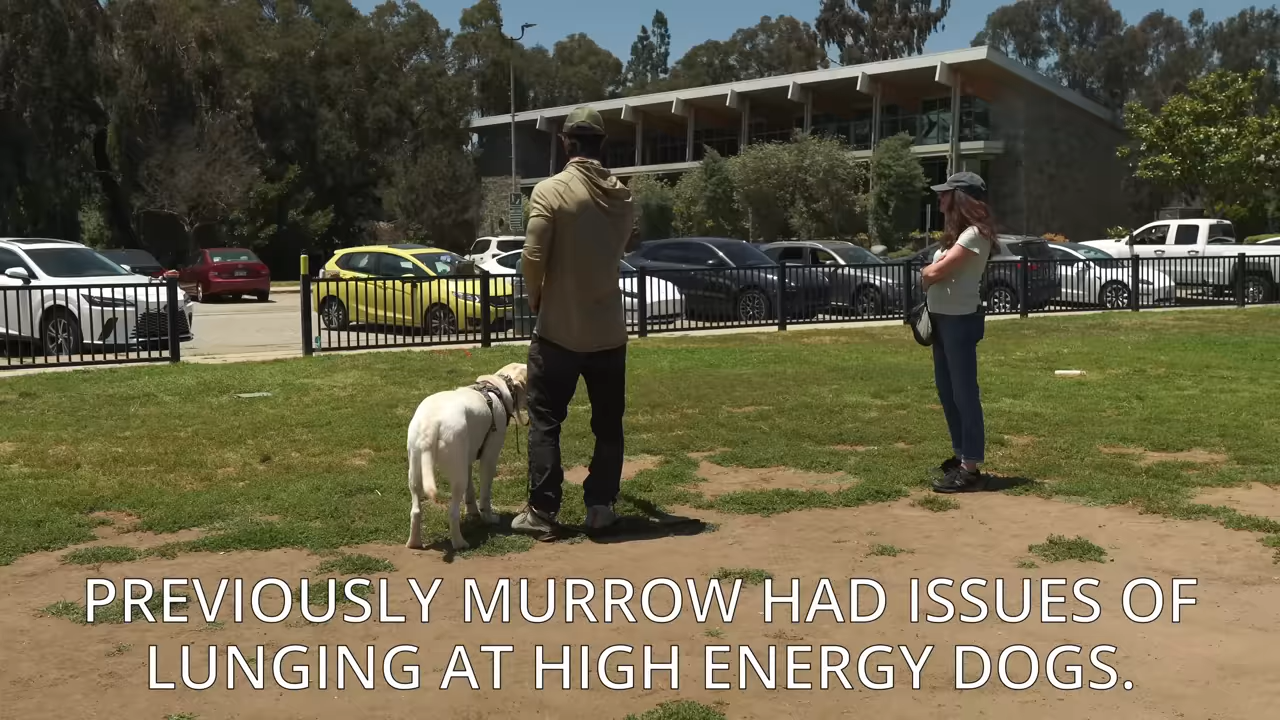 PREVIOUSLY MURROW HAD ISSUES OF
LUNGING AT HIGH ENERGY DOGS.